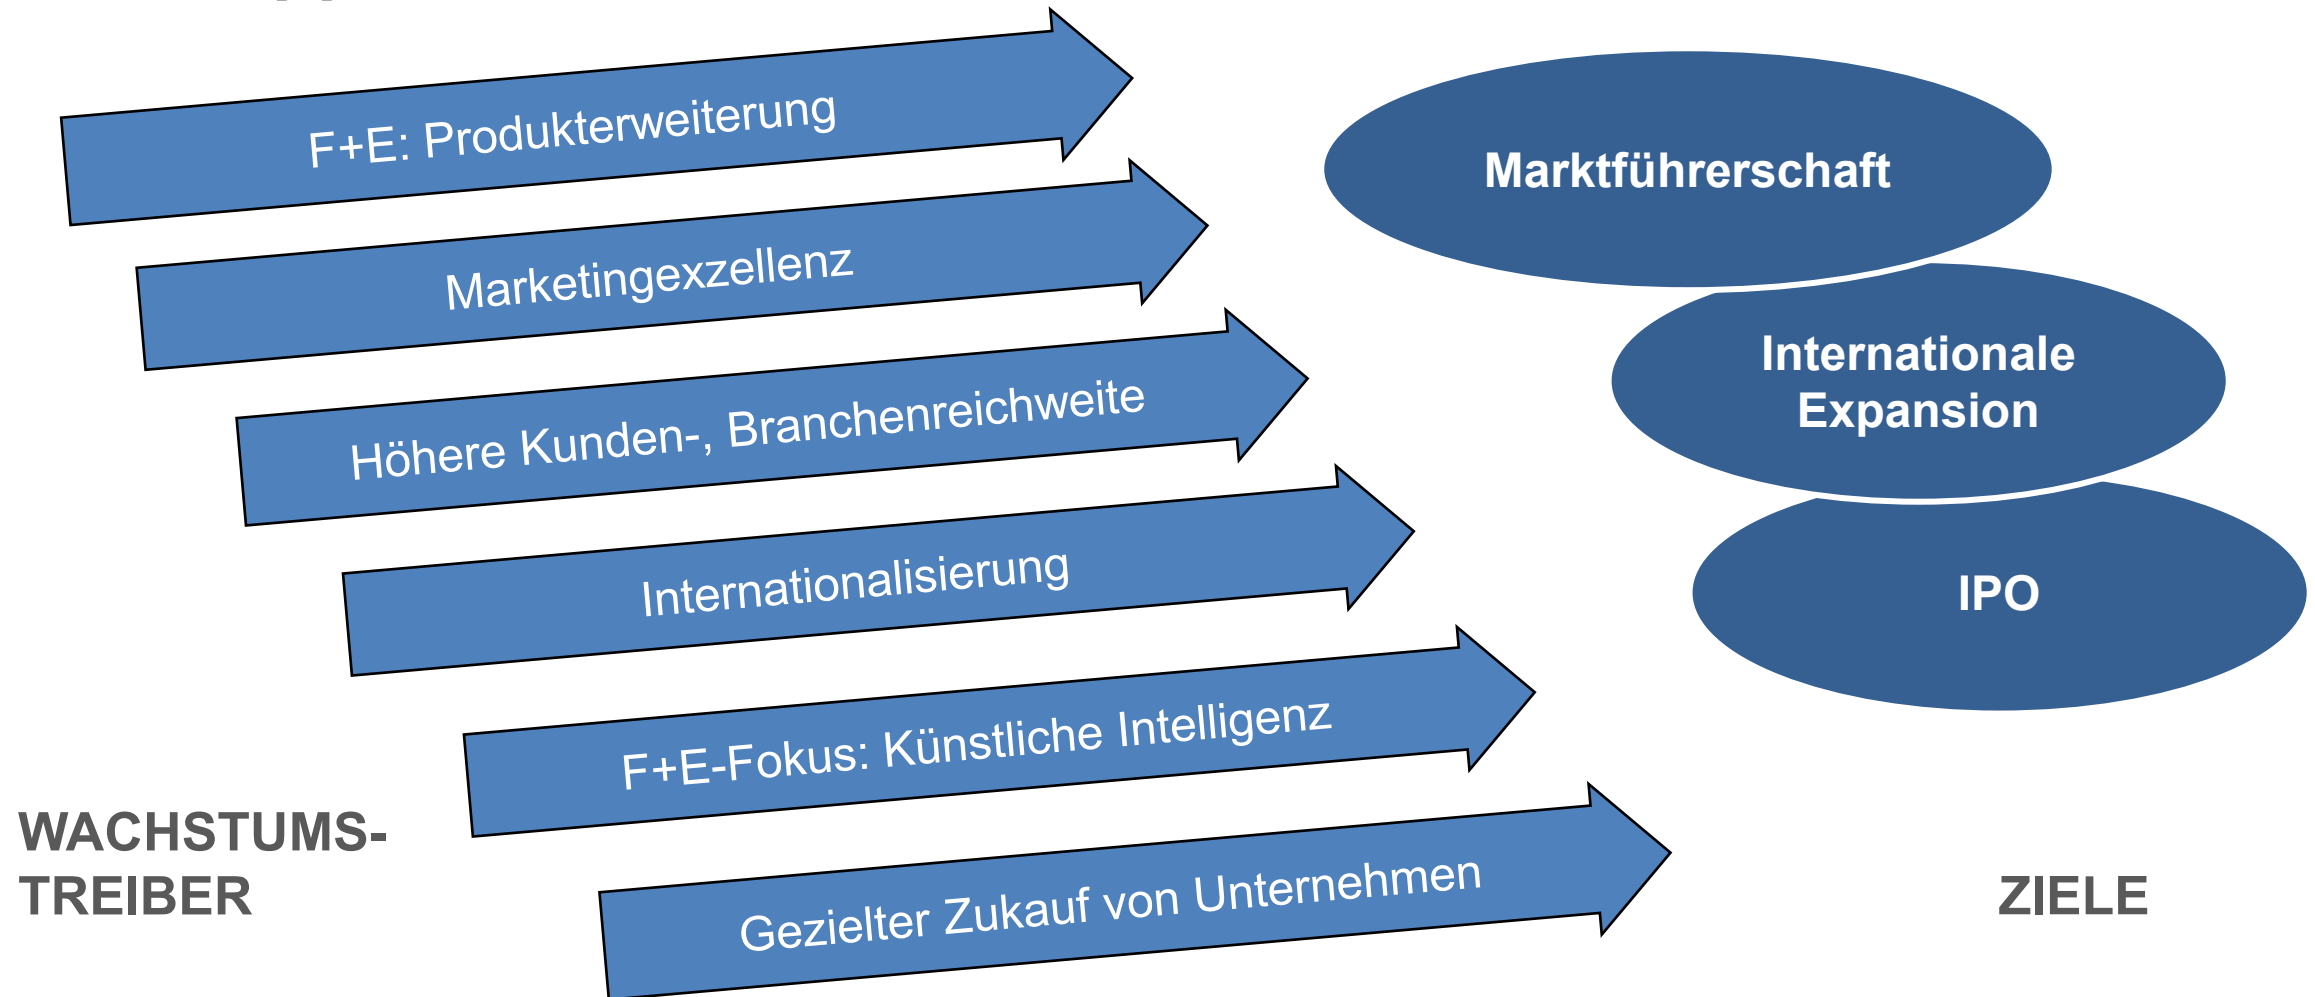 F+E: Produkterweiterung
Marketingexzellenz
Höhere Kunden-, Branchenreichweite
Internationalisierung
F+E-Fokus: Künstliche Intelligenz
Gezielter Zukauf von Unternehmen
WACHSTUMS-
TREIBER
Marktführerschaft
Internationale
Expansion
IPO
ZIELE